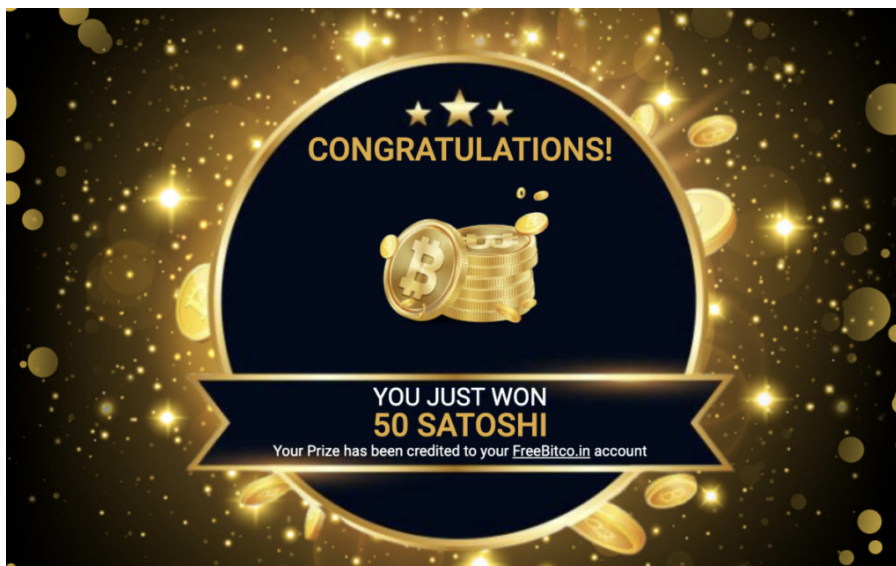 CONGRATULATIONS!
YOU JUST WON
50 SATOSHI
Your Prize has been credited to your FreeBitco.in account